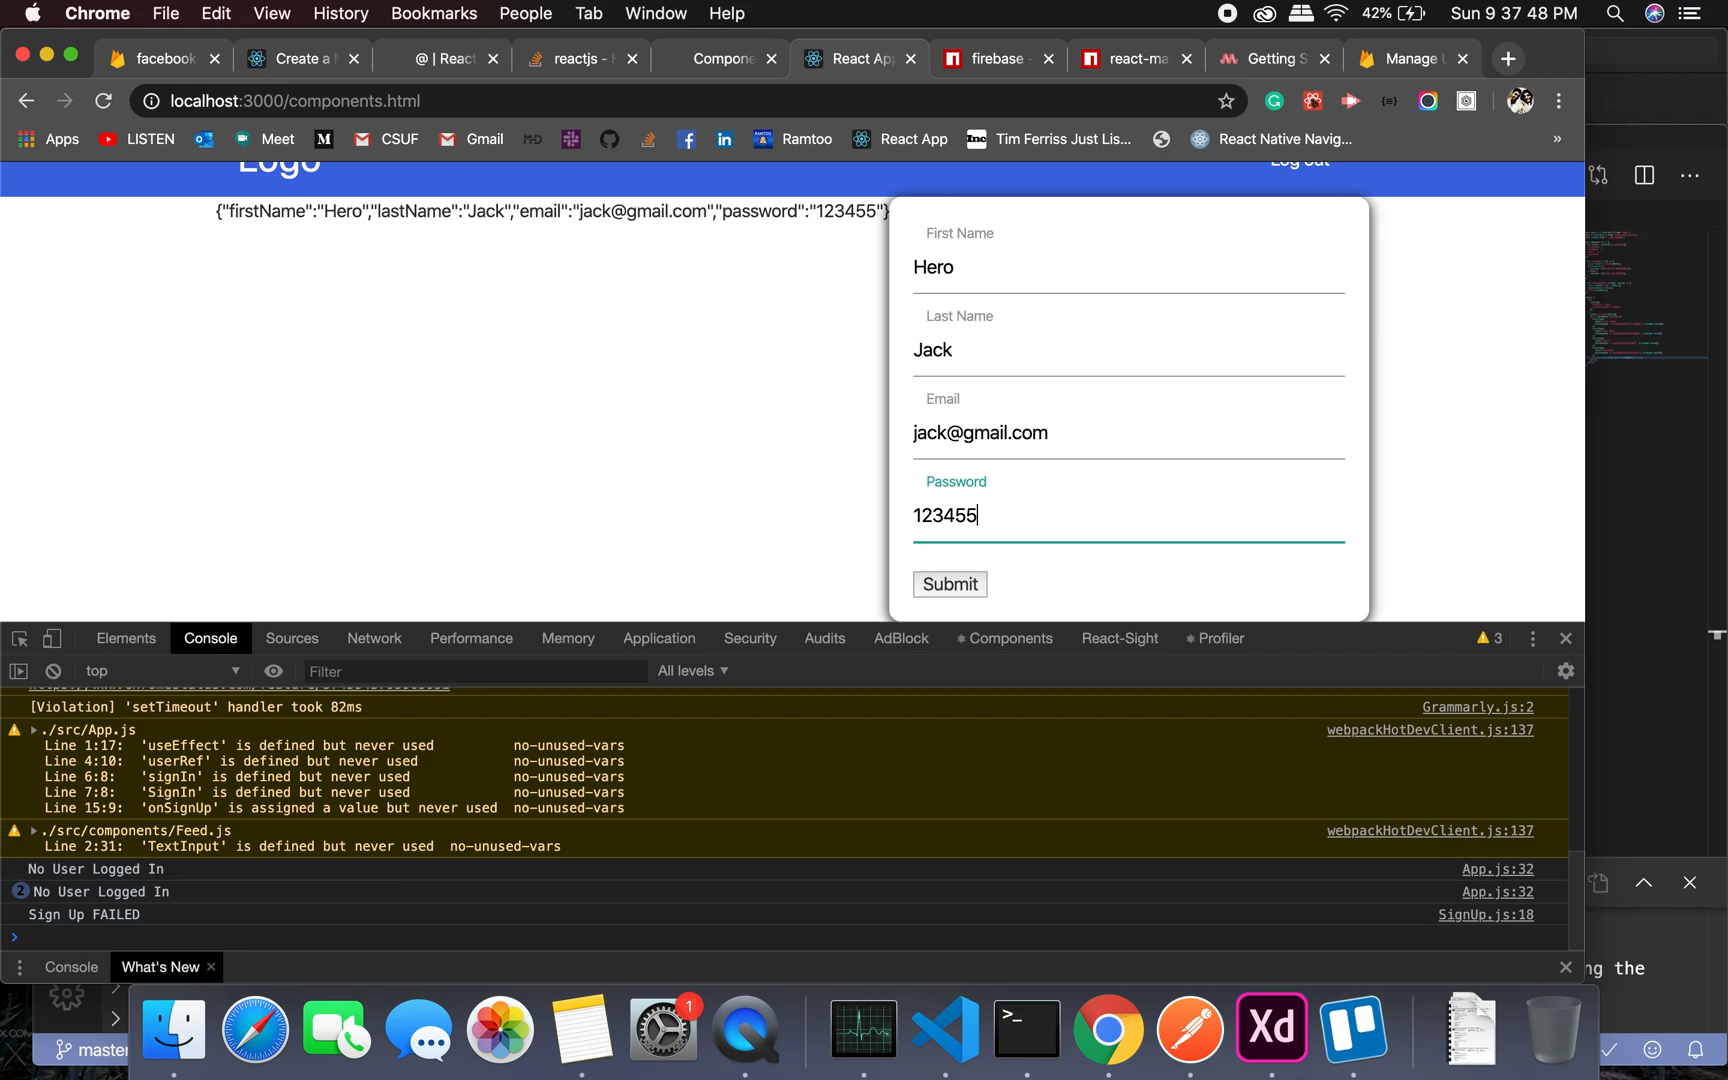 Chrome File Edit View History Bookmarks People Tab Window Help 42% Sun 9 37 48 PM
facebook Create a @ | React reactjs - Compone React Ap firebase - react-ma Getting S Manage
localhost:3000/components.html
Apps LISTEN Meet M CSUF Gmail Ramtoo React App Inc Tim Ferriss Just Lis... React Native Navig... »
Logo Log out
{"firstName":"Hero","lastName":"Jack","email":"jack@gmail.com","password":"123455"}
First Name
Hero
Last Name
Jack
Email
jack@gmail.com
Password
123455
Submit
Elements Console Sources Network Performance Memory Application Security Audits AdBlock Components React-Sight Profiler 3
top Filter All levels
[Violation] 'setTimeout' handler took 82ms Grammarly.js:2
./src/App.js webpackHotDevClient.js:137
Line 1:17: 'useEffect' is defined but never used no-unused-vars
Line 4:10: 'userRef' is defined but never used no-unused-vars
Line 6:8: 'signIn' is defined but never used no-unused-vars
Line 7:8: 'SignIn' is defined but never used no-unused-vars
Line 15:9: 'onSignUp' is assigned a value but never used no-unused-vars
./src/components/Feed.js webpackHotDevClient.js:137
Line 2:31: 'TextInput' is defined but never used no-unused-vars
No User Logged In App.js:32
2 No User Logged In App.js:32
Sign Up FAILED SignUp.js:18
Console What's New
ng the
1
Xd
master